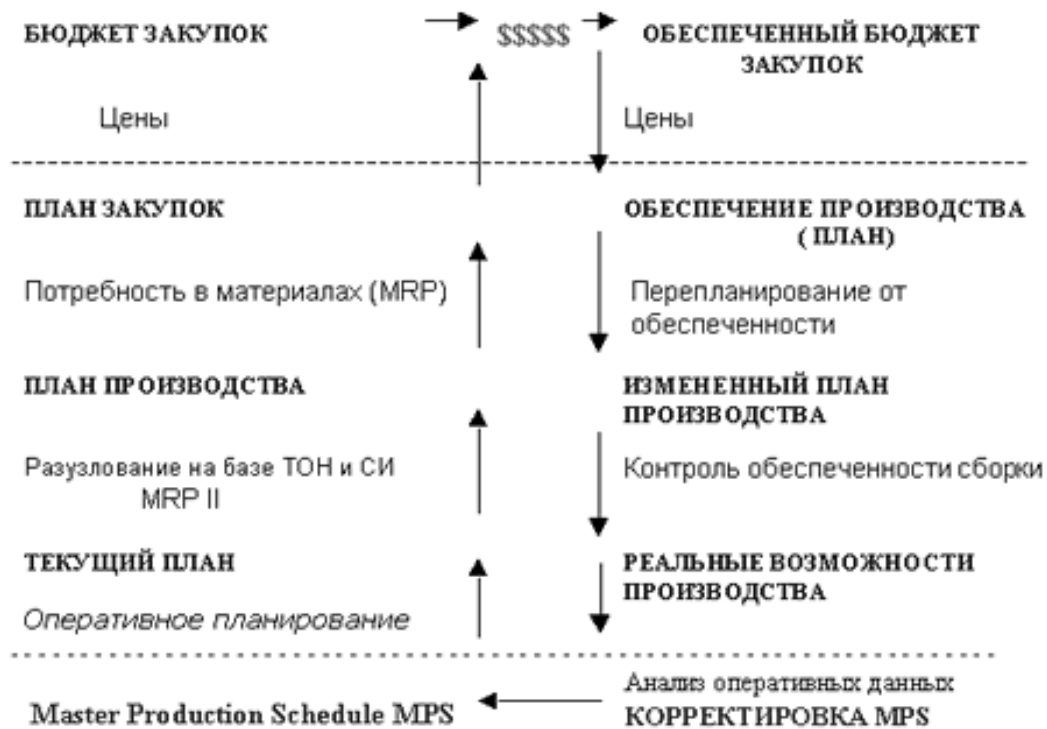 БЮДЖЕТ ЗАКУПОК
$$$$$
ОБЕСПЕЧЕННЫЙ БЮДЖЕТ
ЗАКУПОК
Цены
Цены
ПЛАН ЗАКУПОК
ОБЕСПЕЧЕНИЕ ПРОИЗВОДСТВА
( ПЛАН)
Потребность в материалах (MRP)
Перепланирование от
обеспеченности
ПЛАН ПРОИЗВОДСТВА
ИЗМЕНЕННЫЙ ПЛАН
ПРОИЗВОДСТВА
Разузлование на базе ТОН и СИ
MRP II
Контроль обеспеченности сборки
ТЕКУЩИЙ ПЛАН
РЕАЛЬНЫЕ ВОЗМОЖНОСТИ
ПРОИЗВОДСТВА
Оперативное планирование
Master Production Schedule MPS
Анализ оперативных данных
КОРРЕКТИРОВКА MPS